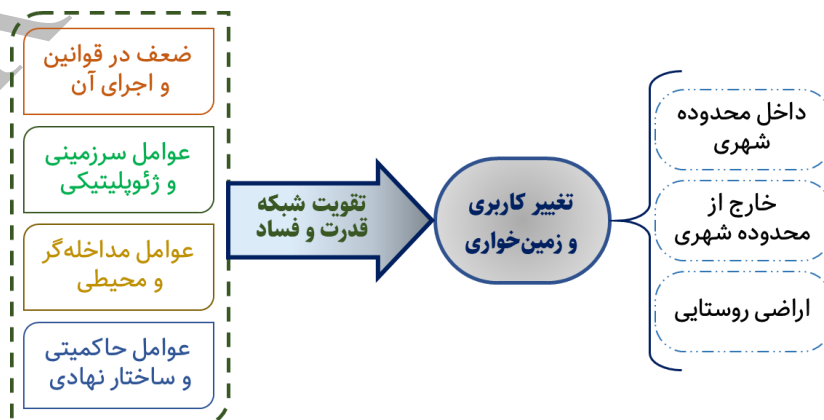 ضعف در قوانین
و اجرای آن
عوامل سرزمینی
و ژئوپلیتیکی
عوامل مداخله‌گر
و محیطی
عوامل حاکمیتی
و ساختار نهادی
تقویت شبکه
قدرت و فساد
تغییر کاربری
و زمین‌خواری
داخل محدوده
شهری
خارج از
محدوده شهری
اراضی روستایی